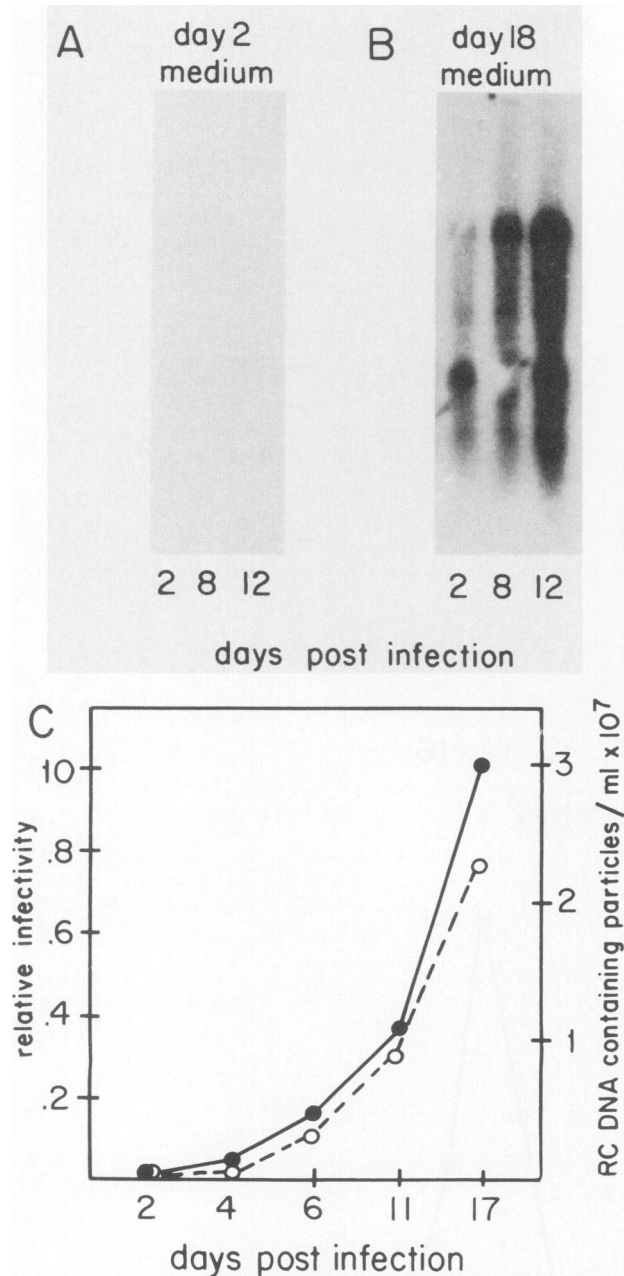 A
day 2
medium
B
day 18
medium
2 8 12
2 8 12
days post infection
C
10
.8
.6
.4
.2
relative infectivity
3
2
1
RC DNA containing particles / ml x 10⁷
2 4 6 11 17
days post infection